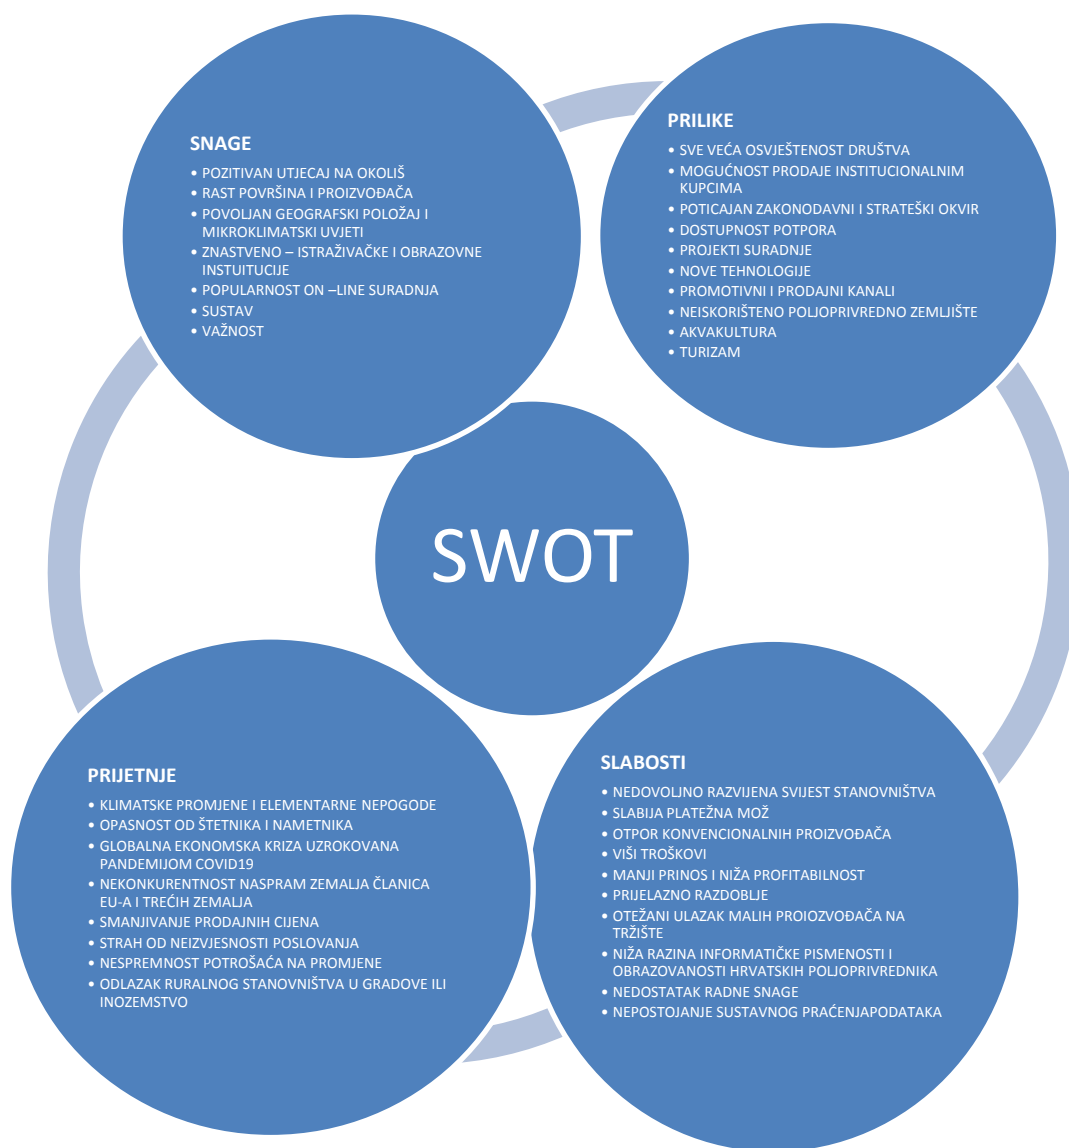 SNAGE
• POZITIVAN UTJECAJ NA OKOLIŠ
• RAST POVRŠINA I PROIZVOĐAČA
• POVOLJAN GEOGRAFSKI POLOŽAJ I
MIKROKLIMATSKI UVJETI
• ZNASTVENO – ISTRAŽIVAČKE I OBRAZOVNE
INSTUITUCIJE
• POPULARNOST ON –LINE SURADNJA
• SUSTAV
• VAŽNOST
PRILIKE
• SVE VEĆA OSVJEŠTENOST DRUŠTVA
• MOGUĆNOST PRODAJE INSTITUCIONALNIM
KUPCIMA
• POTICAJAN ZAKONODAVNI I STRATEŠKI OKVIR
• DOSTUPNOST POTPORA
• PROJEKTI SURADNJE
• NOVE TEHNOLOGIJE
• PROMOTIVNI I PRODAJNI KANALI
• NEISKORIŠTENO POLJOPRIVREDNO ZEMLJIŠTE
• AKVAKULTURA
• TURIZAM
SWOT
PRIJETNJE
• KLIMATSKE PROMJENE I ELEMENTARNE NEPOGODE
• OPASNOST OD ŠTETNIKA I NAMETNIKA
• GLOBALNA EKONOMSKA KRIZA UZROKOVANA
PANDEMIJOM COVID19
• NEKONKURENTNOST NASPRAM ZEMALJA ČLANICA
EU-A I TREĆIH ZEMALJA
• SMANJIVANJE PRODAJNIH CIJENA
• STRAH OD NEIZVJESNOSTI POSLOVANJA
• NESPREMNOST POTROŠAĆA NA PROMJENE
• ODLAZAK RURALNOG STANOVNIŠTVA U GRADOVE ILI
INOZEMSTVO
SLABOSTI
• NEDOVOLJNO RAZVIJENA SVIJEST STANOVNIŠTVA
• SLABIJA PLATEŽNA MOŽ
• OTPOR KONVENCIONALNIH PROIZVOĐAČA
• VIŠI TROŠKOVI
• MANJI PRINOS I NIŽA PROFITABILNOST
• PRIJELAZNO RAZDOBLJE
• OTEŽANI ULAZAK MALIH PROIOZVOĐAČA NA
TRŽIŠTE
• NIŽA RAZINA INFORMATIČKE PISMENOSTI I
OBRAZOVANOSTI HRVATSKIH POLJOPRIVREDNIKA
• NEDOSTATAK RADNE SNAGE
• NEPOSTOJANJE SUSTAVNOG PRAĆENJAPODATAKA